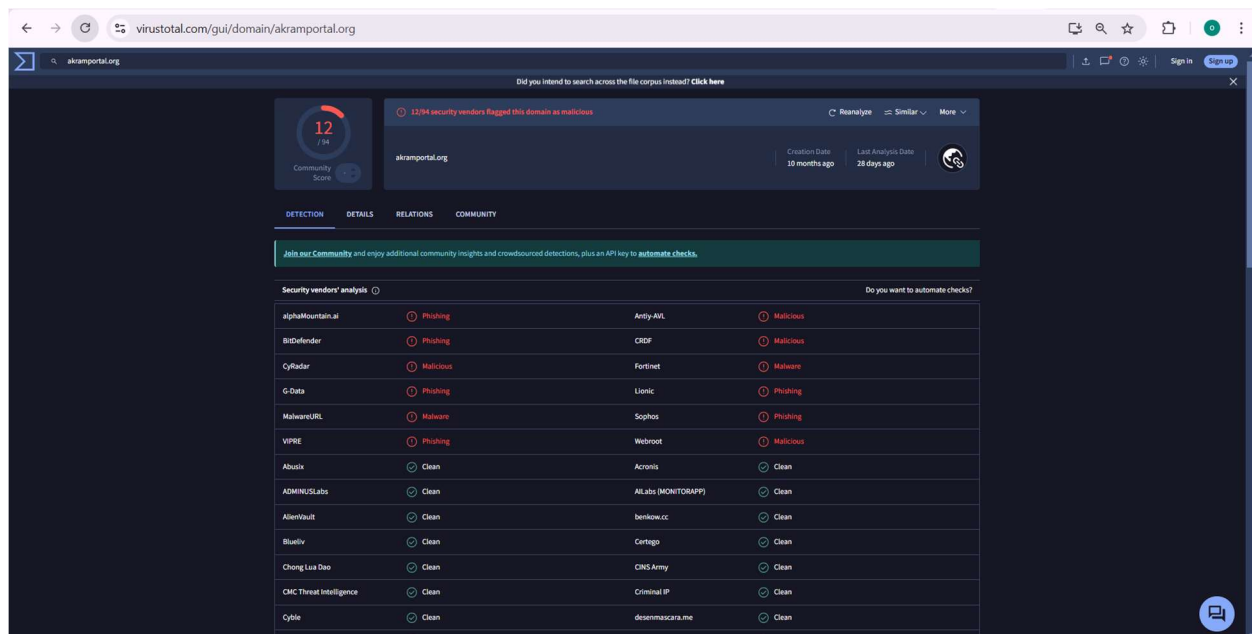 virustotal.com/gui/domain/akramportal.org
akramportal.org
Sign in
Sign up
Did you intend to search across the file corpus instead? Click here
12
/ 94
Community
Score
12/94 security vendors flagged this domain as malicious
Reanalyze
Similar
More
akramportal.org
Creation Date
10 months ago
Last Analysis Date
28 days ago
DETECTION
DETAILS
RELATIONS
COMMUNITY
Join our Community and enjoy additional community insights and crowdsourced detections, plus an API key to automate checks.
Security vendors' analysis
Do you want to automate checks?
alphaMountain.ai Phishing Antiy-AVL Malicious
BitDefender Phishing CRDF Malicious
CyRadar Malicious Fortinet Malware
G-Data Phishing Lionic Phishing
MalwareURL Malware Sophos Phishing
VIPRE Phishing Webroot Malicious
Abusix Clean Acronis Clean
ADMINUSLabs Clean AILabs (MONITORAPP) Clean
AlienVault Clean benkow.cc Clean
Blueliv Clean Certego Clean
Chong Lua Dao Clean CINS Army Clean
CMC Threat Intelligence Clean Criminal IP Clean
Cyble Clean desenmascara.me Clean